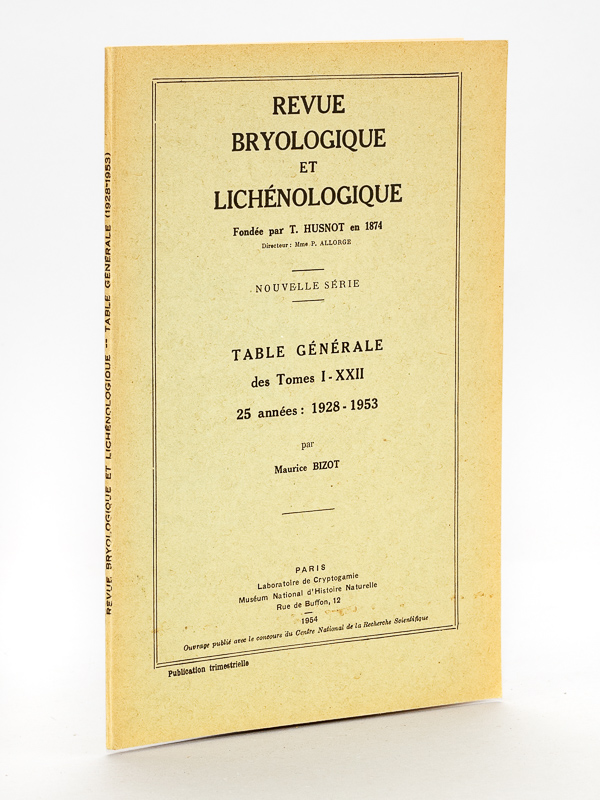 REVUE
BRYOLOGIQUE
ET
LICHÉNOLOGIQUE
Fondée par T. HUSNOT en 1874
Directeur : Mme P. ALLORGE
NOUVELLE SÉRIE
TABLE GÉNÉRALE
des Tomes I - XXII
25 années : 1928 - 1953
par
Maurice BIZOT
PARIS
Laboratoire de Cryptogamie
Muséum National d'Histoire Naturelle
Rue de Buffon, 12
1954
Ouvrage publié avec le concours du Centre National de la Recherche Scientifique
Publication trimestrielle
REVUE BRYOLOGIQUE ET LICHÉNOLOGIQUE -- TABLE GÉNÉRALE (1928-1953)